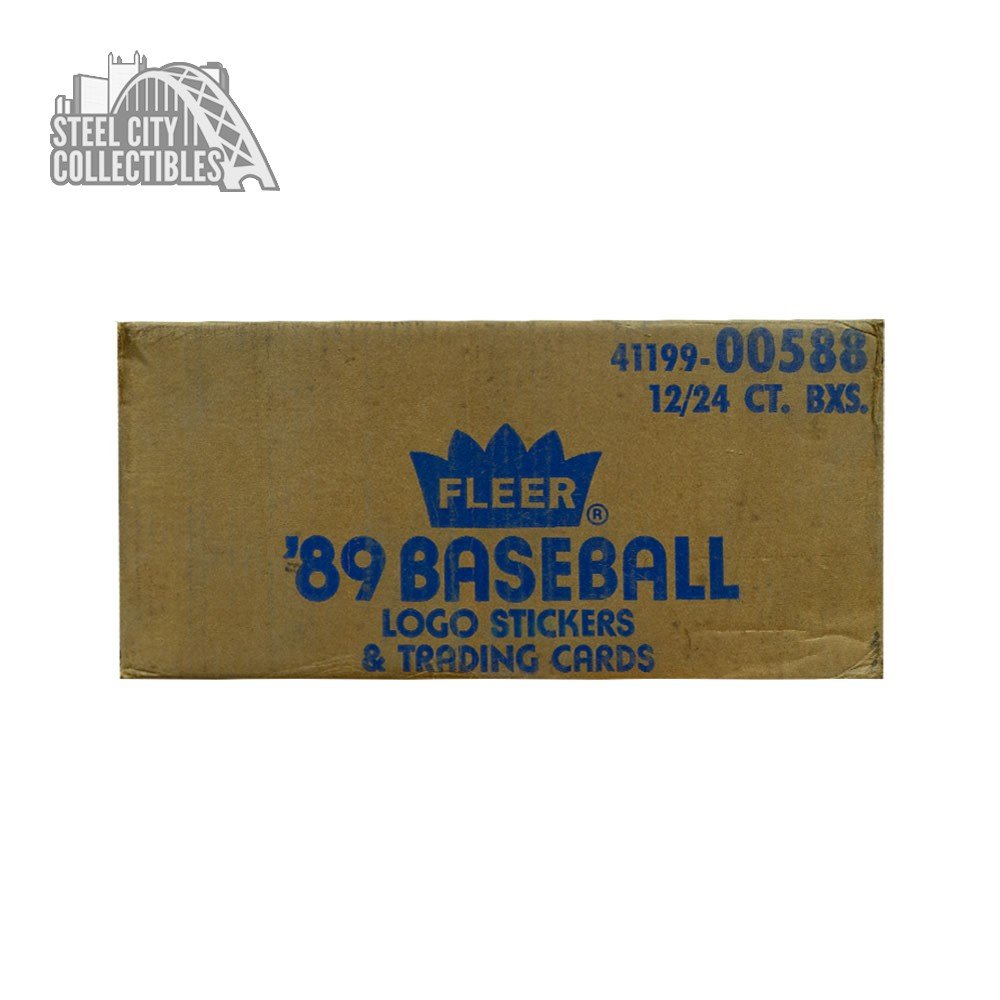 STEEL CITY
COLLECTIBLES
41199-00588
12/24 CT. BXS.
FLEER®
'89 BASEBALL
LOGO STICKERS
& TRADING CARDS